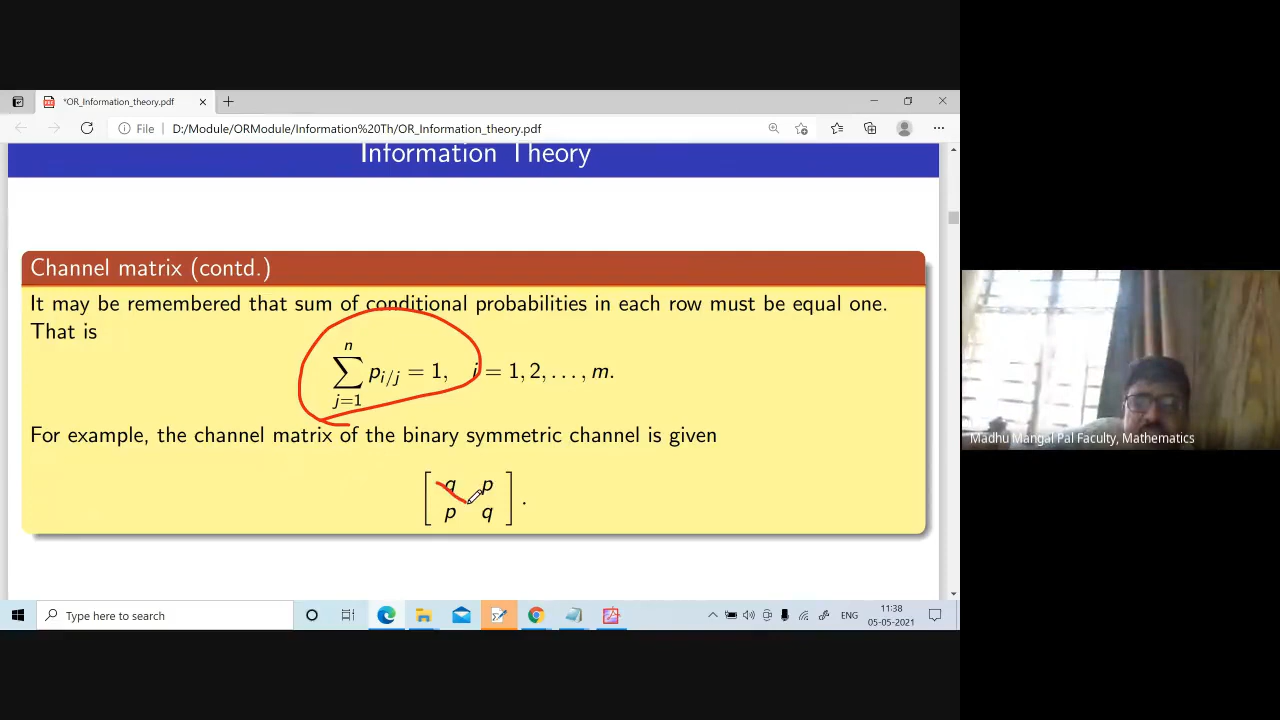 *OR_Information_theory.pdf
File | D:/Module/ORModule/Information%20Th/OR_Information_theory.pdf
Information Theory
Channel matrix (contd.)
It may be remembered that sum of conditional probabilities in each row must be equal one.
That is
n
∑ p_{i/j} = 1, i = 1, 2, . . . , m.
j=1
For example, the channel matrix of the binary symmetric channel is given
q p
p q .
Madhu Mangal Pal Faculty, Mathematics
Type here to search
ENG
11:38
05-05-2021